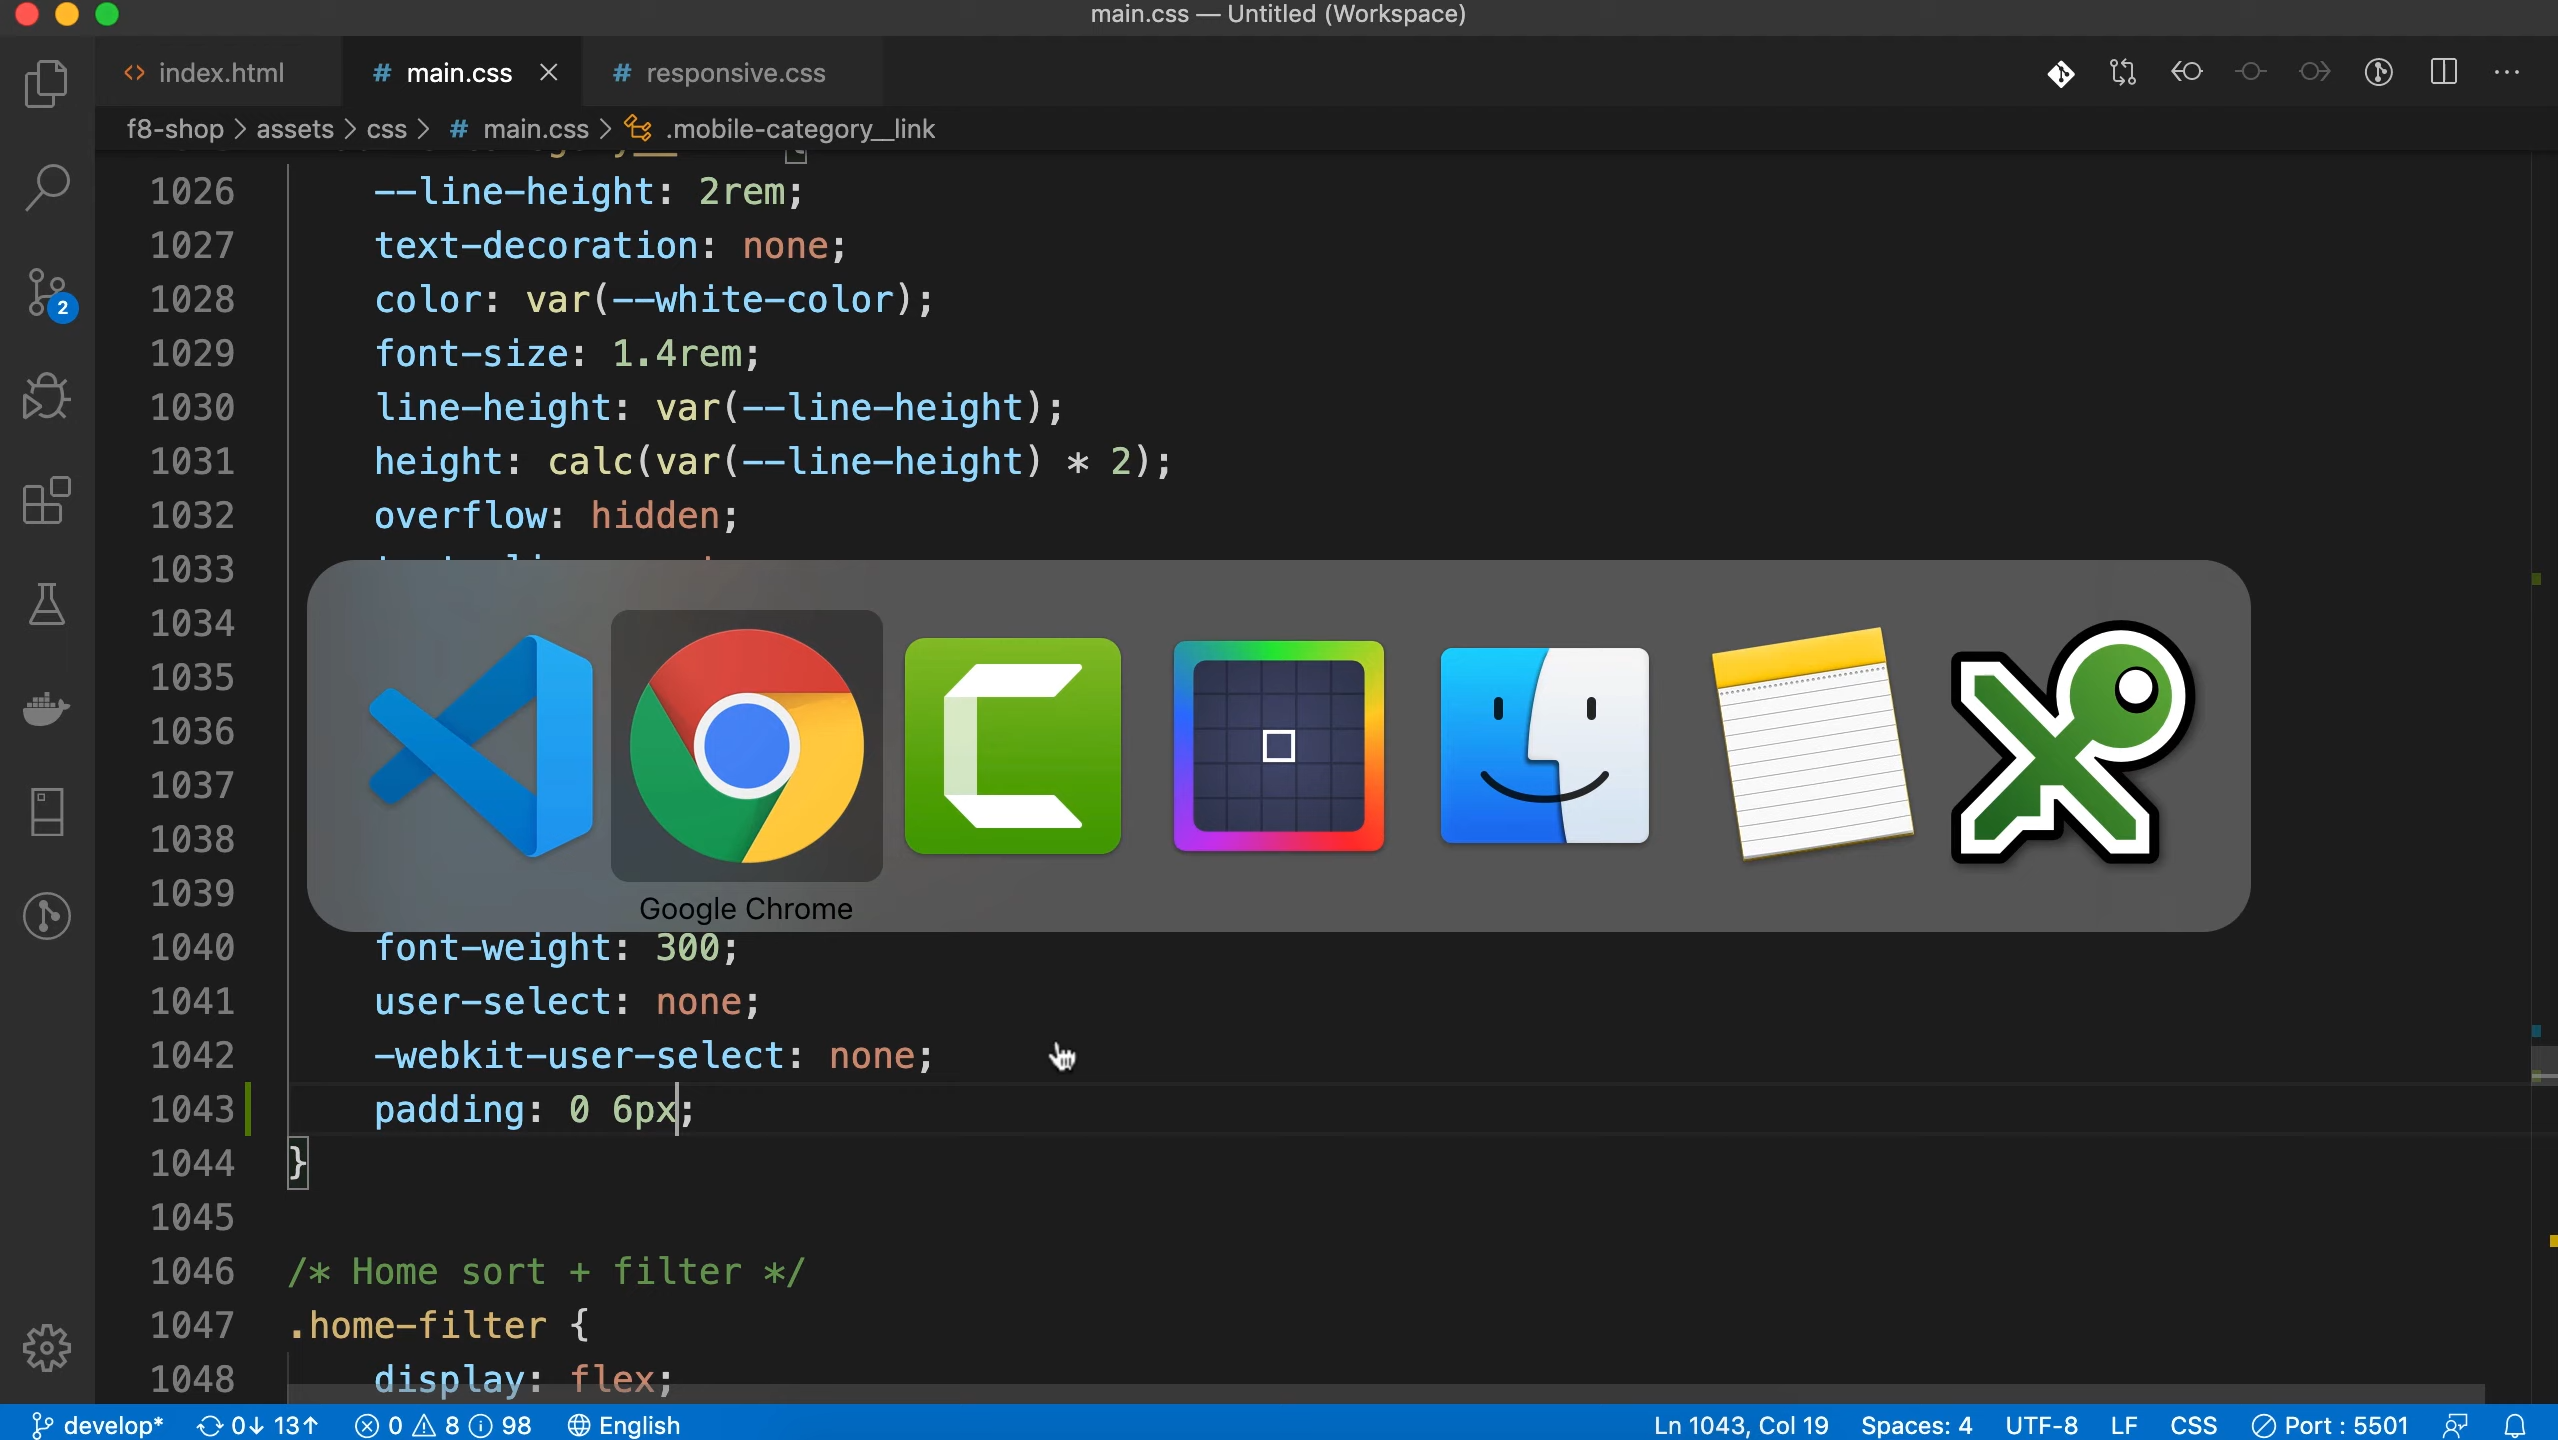 main.css — Untitled (Workspace)
index.html
main.css
responsive.css
f8-shop > assets > css > # main.css > .mobile-category__link
1026 --line-height: 2rem;
1027 text-decoration: none;
1028 color: var(--white-color);
1029 font-size: 1.4rem;
1030 line-height: var(--line-height);
1031 height: calc(var(--line-height) * 2);
1032 overflow: hidden;
1033
1034
1035
1036
1037
1038
1039
Google Chrome
1040 font-weight: 300;
1041 user-select: none;
1042 -webkit-user-select: none;
1043 padding: 0 6px;
1044 }
1045
1046 /* Home sort + filter */
1047 .home-filter {
1048 display: flex;
2
develop* 0↓ 13↑ 0 8 98 English Ln 1043, Col 19 Spaces: 4 UTF-8 LF CSS Port : 5501